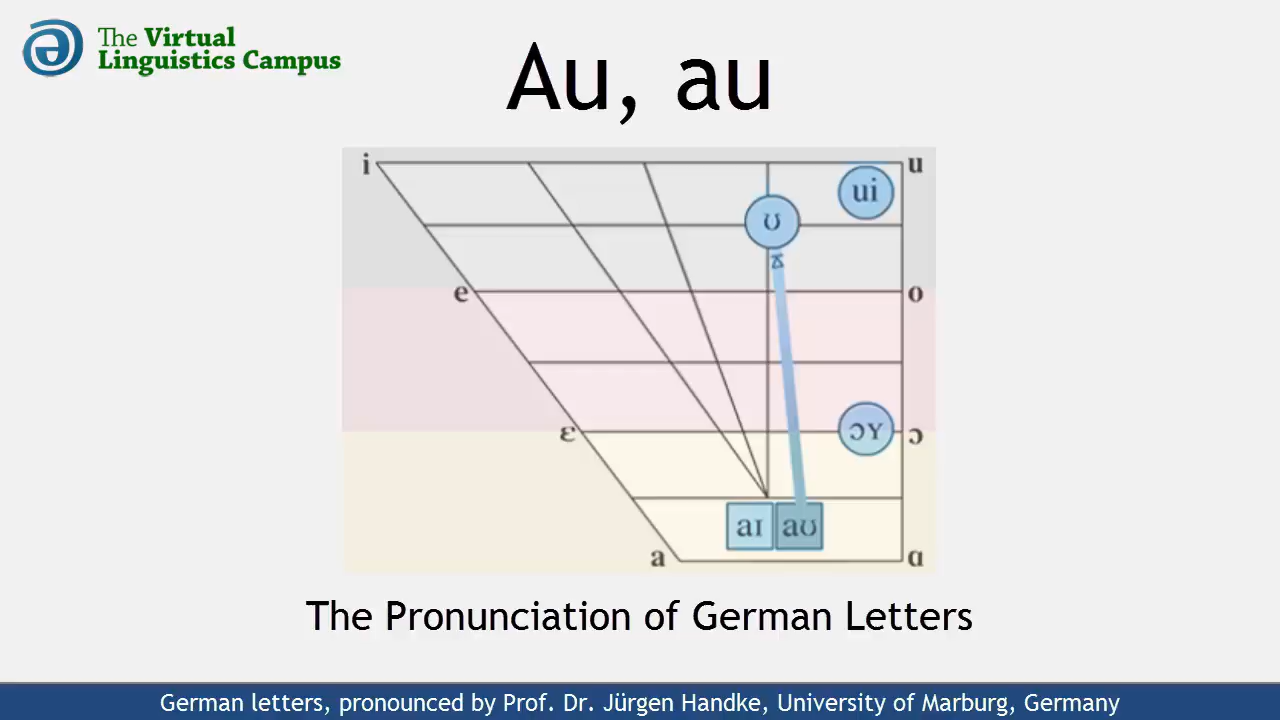 The Virtual
Linguistics Campus
Au, au
i
u
ui
ʊ
e
o
ɛ
ɔʏ
ɔ
aɪ
aʊ
a
ɑ
The Pronunciation of German Letters
German letters, pronounced by Prof. Dr. Jürgen Handke, University of Marburg, Germany